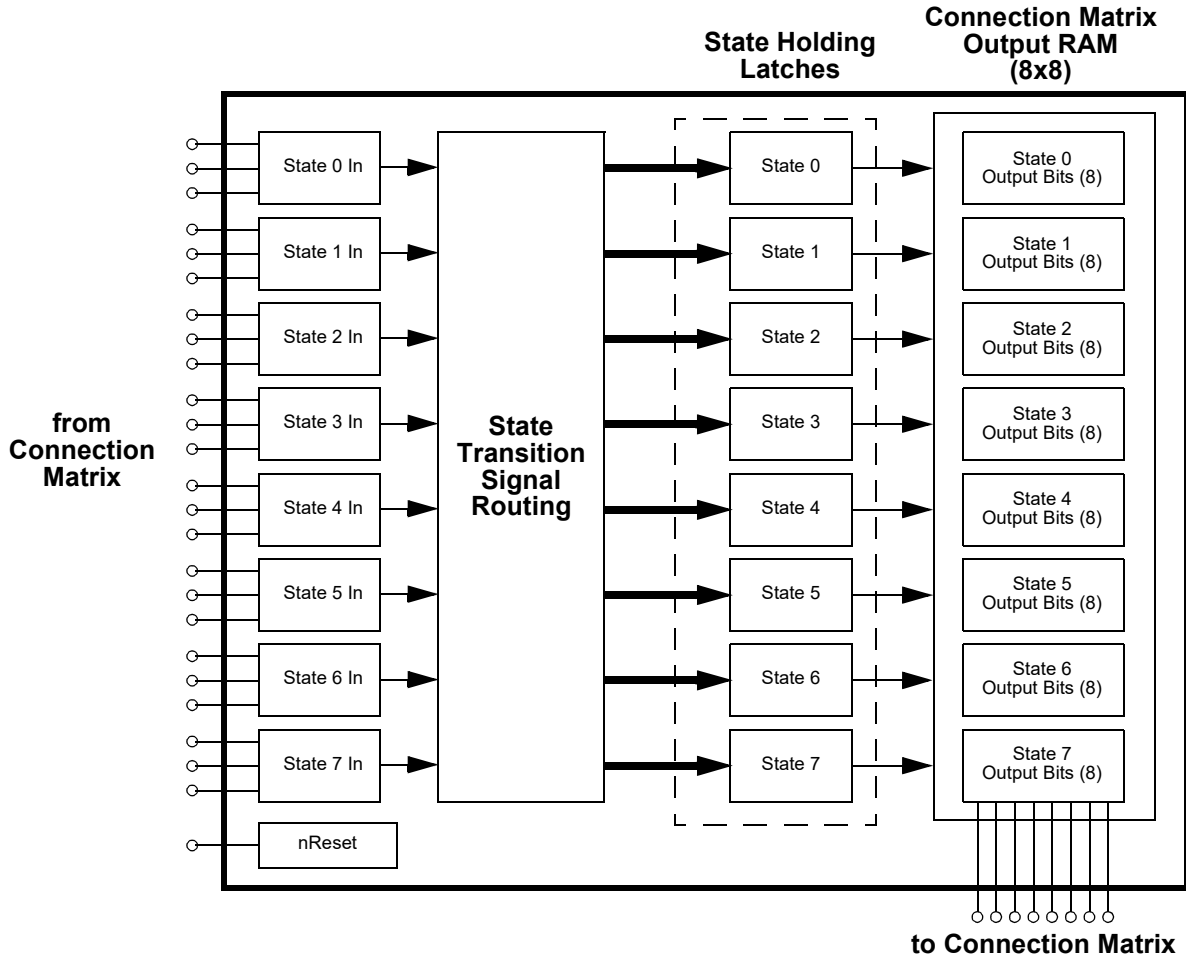 State Holding
Latches
Connection Matrix
Output RAM
(8x8)
from
Connection
Matrix
State 0 In
State 1 In
State 2 In
State 3 In
State 4 In
State 5 In
State 6 In
State 7 In
nReset
State
Transition
Signal
Routing
State 0
State 1
State 2
State 3
State 4
State 5
State 6
State 7
State 0
Output Bits (8)
State 1
Output Bits (8)
State 2
Output Bits (8)
State 3
Output Bits (8)
State 4
Output Bits (8)
State 5
Output Bits (8)
State 6
Output Bits (8)
State 7
Output Bits (8)
to Connection Matrix